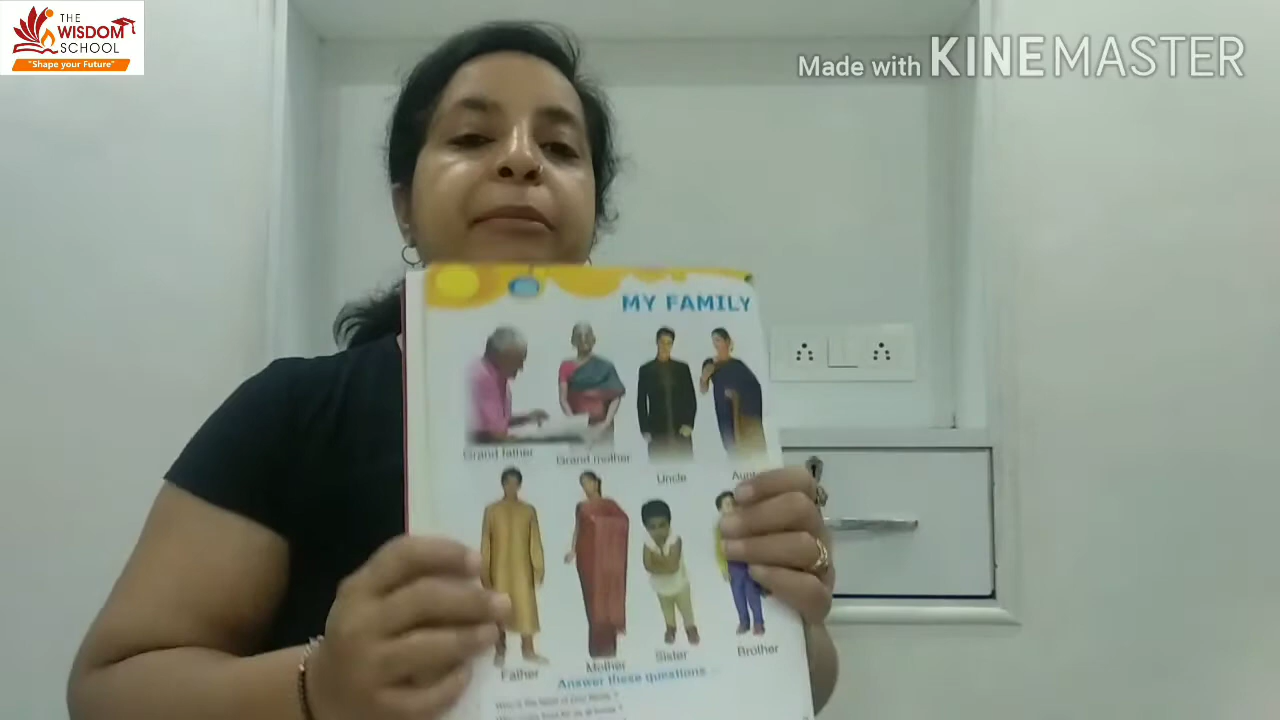 THE
WISDOM
SCHOOL
"Shape your Future"
Made with KINEMASTER
MY FAMILY
Grand father
Grand mother
Uncle
Father
Mother
Sister
Brother
Answer these questions